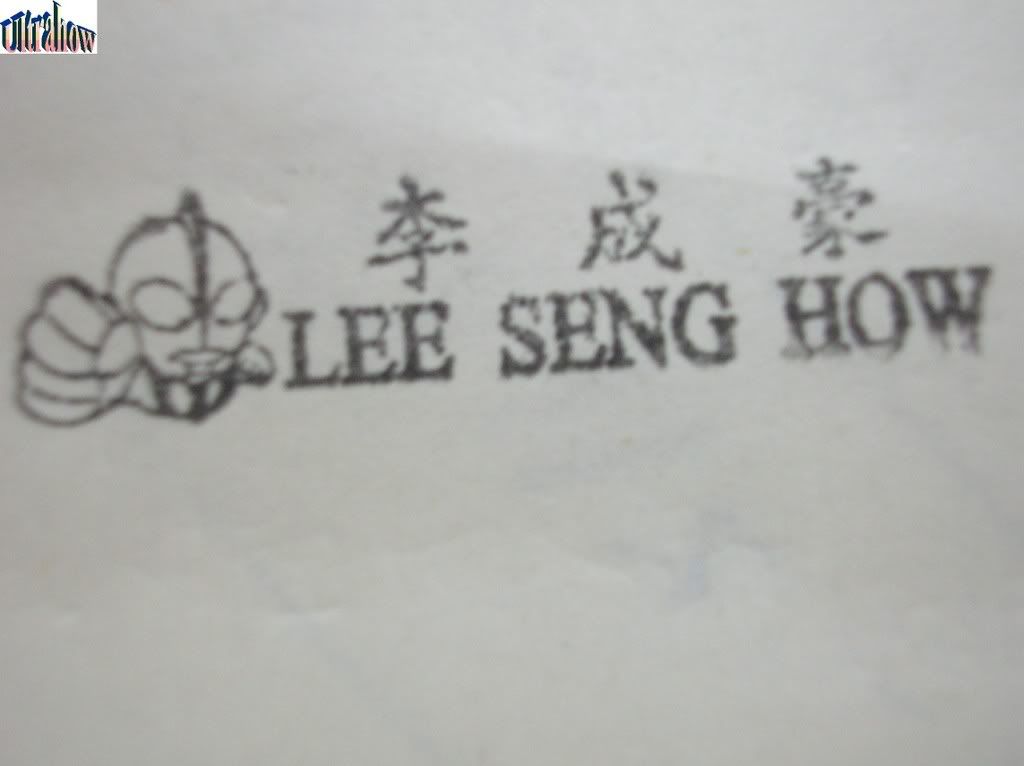 Ultrahow
李成豪
LEE SENG HOW